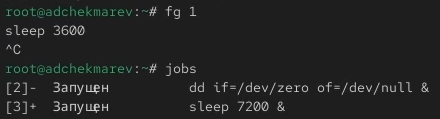 root@adchekmarev:~# fg 1
sleep 3600
^C
root@adchekmarev:~# jobs
[2]-  Запущен          dd if=/dev/zero of=/dev/null &
[3]+  Запущен          sleep 7200 &